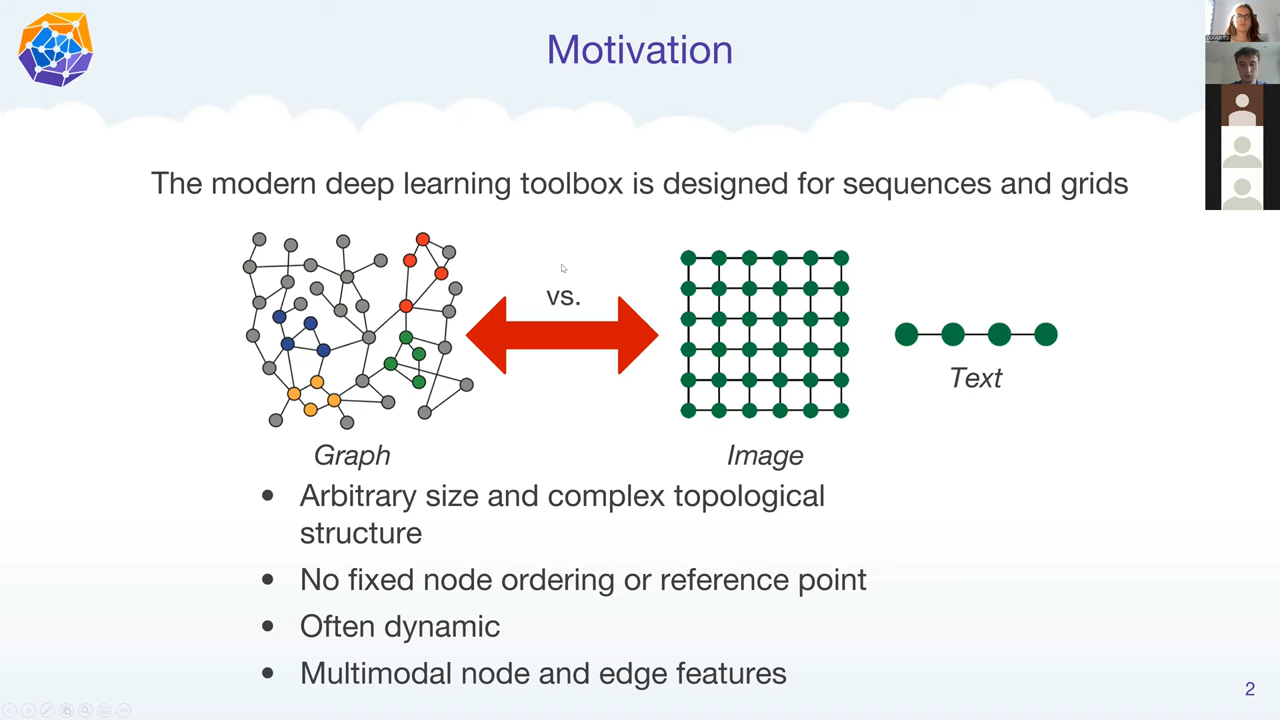 Motivation
The modern deep learning toolbox is designed for sequences and grids
vs.
Text
Graph
Image
• Arbitrary size and complex topological
structure
• No fixed node ordering or reference point
• Often dynamic
• Multimodal node and edge features
2